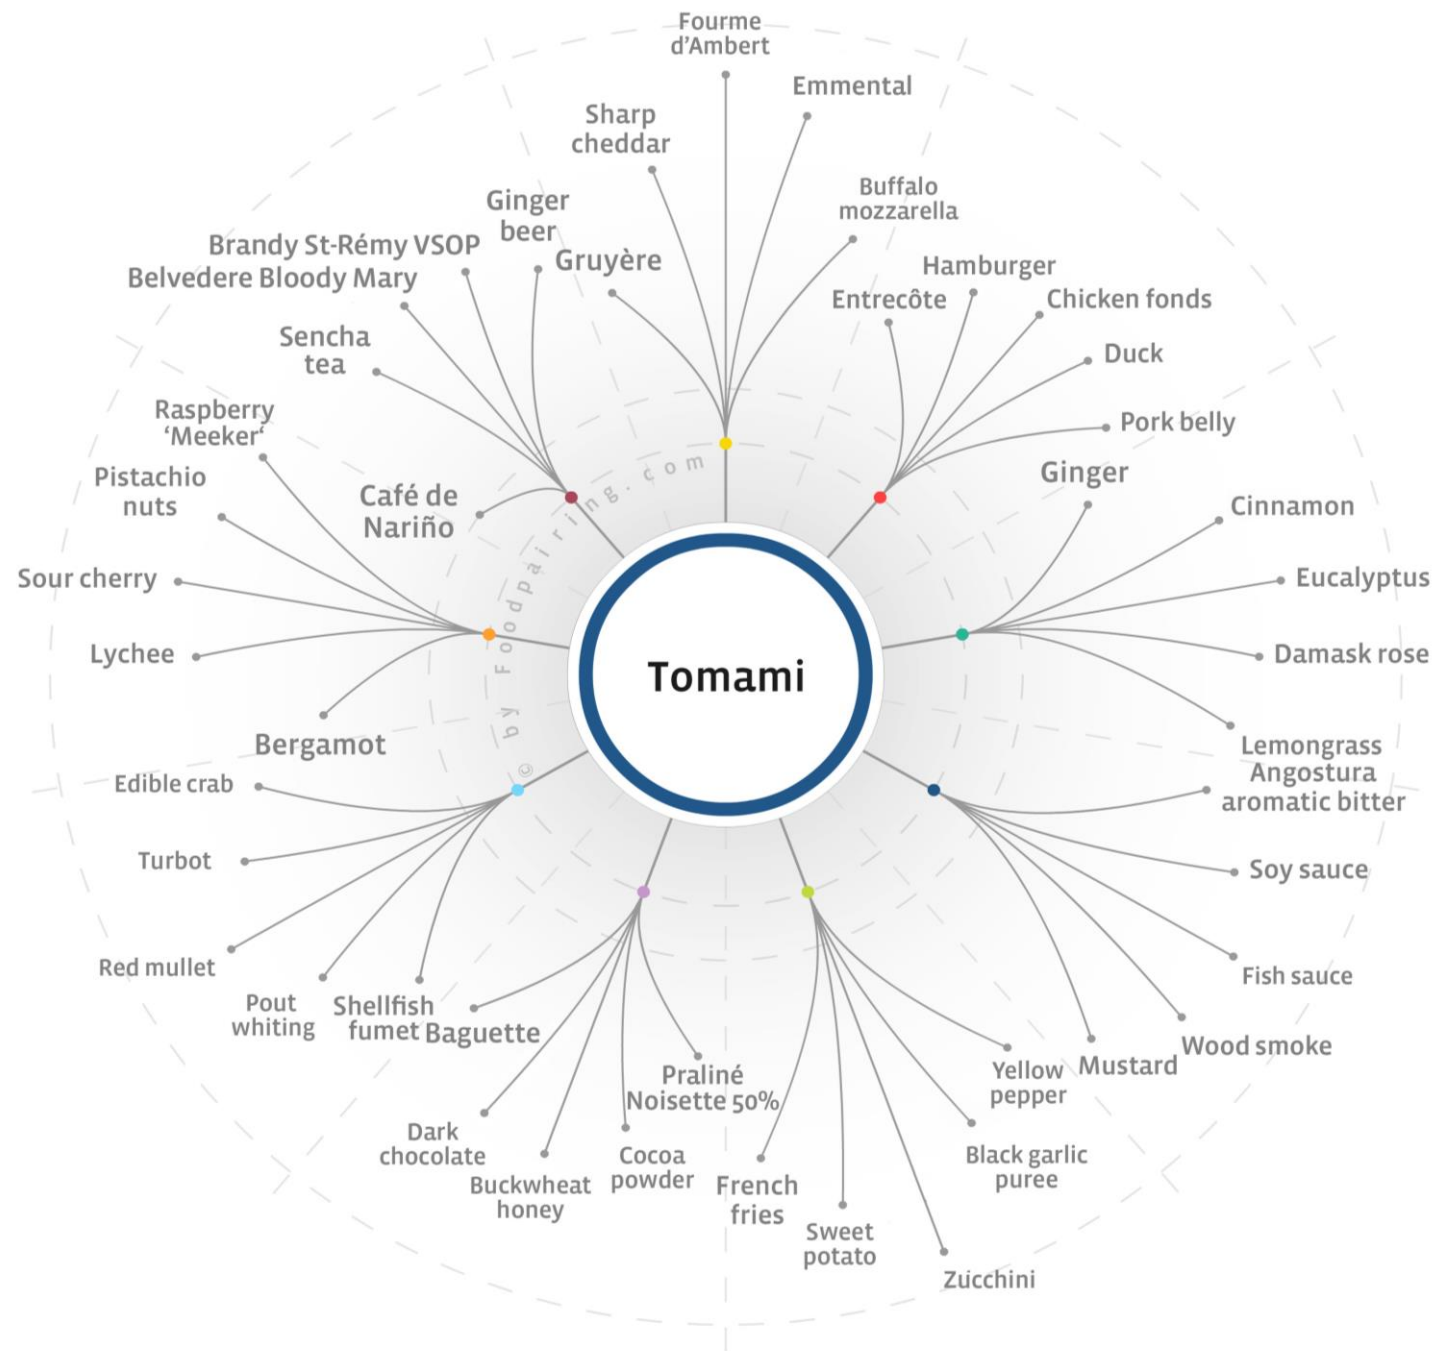 Fourme
d’Ambert
Emmental
Sharp
cheddar
Buffalo
mozzarella
Ginger
beer
Gruyère
Brandy St-Rémy VSOP
Belvedere Bloody Mary
Sencha
tea
Café de
Nariño
Hamburger
Entrecôte
Chicken fonds
Duck
Pork belly
Ginger
Cinnamon
Eucalyptus
Damask rose
Lemongrass
Raspberry
‘Meeker‘
Pistachio
nuts
Sour cherry
Lychee
Bergamot
© by Foodpairing.com
Tomami
Angostura
aromatic bitter
Soy sauce
Fish sauce
Wood smoke
Mustard
Edible crab
Turbot
Red mullet
Pout
whiting
Shellfish
fumet
Baguette
Dark
chocolate
Buckwheat
honey
Cocoa
powder
Praliné
Noisette 50%
French
fries
Sweet
potato
Zucchini
Black garlic
puree
Yellow
pepper